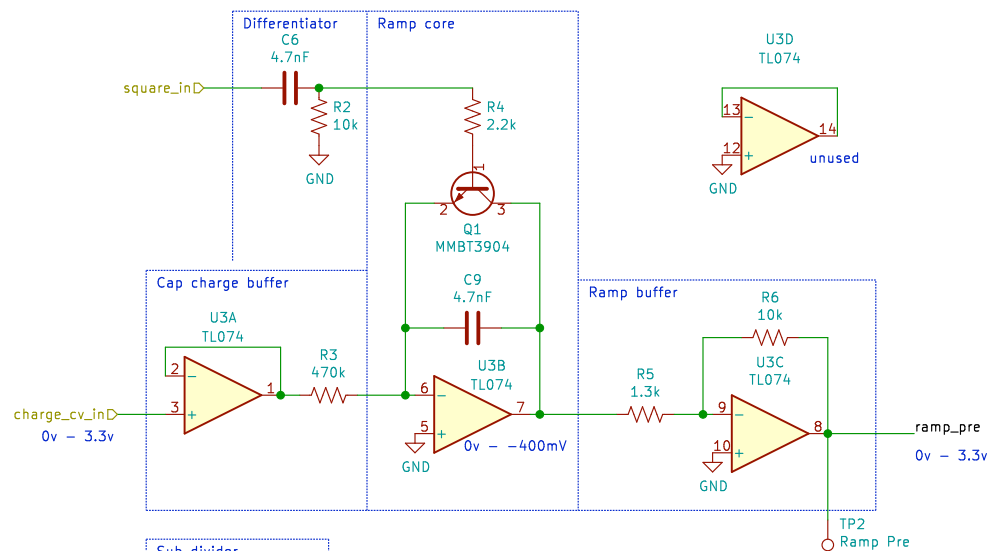 Differentiator
Ramp core
C6
4.7nF
square_in
R2
10k
GND
R4
2.2k
1
2
3
Q1
MMBT3904
U3D
TL074
13
12
14
unused
GND
Cap charge buffer
U3A
TL074
2
3
1
charge_cv_in
0v - 3.3v
R3
470k
C9
4.7nF
U3B
TL074
6
5
7
GND
0v - -400mV
Ramp buffer
R6
10k
U3C
TL074
R5
1.3k
9
10
8
GND
ramp_pre
0v - 3.3v
TP2
Ramp Pre
Sub divider